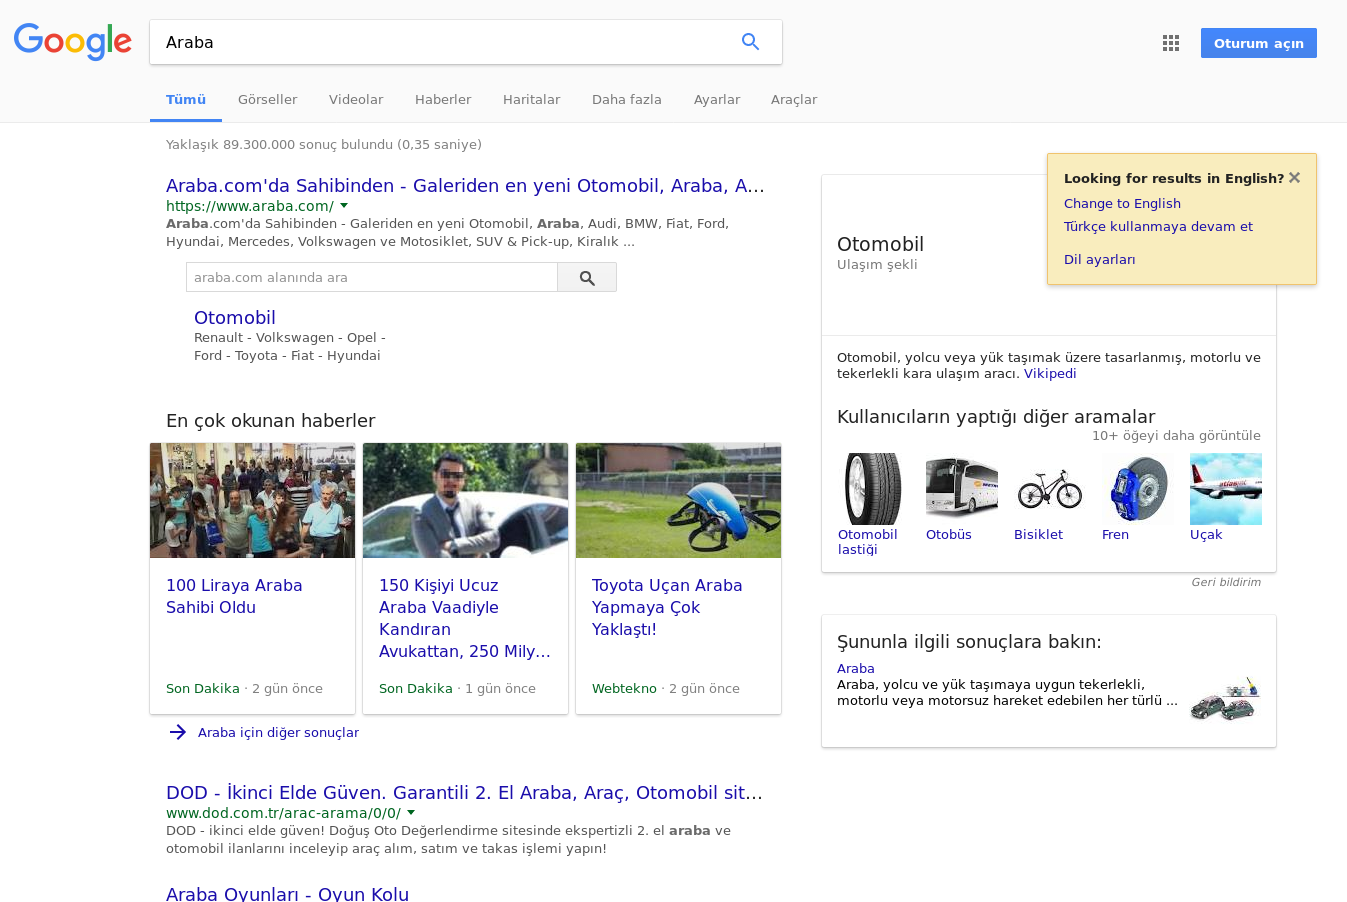 Google
Araba
Oturum açın
Tümü
Görseller
Videolar
Haberler
Haritalar
Daha fazla
Ayarlar
Araçlar
Yaklaşık 89.300.000 sonuç bulundu (0,35 saniye)
Araba.com'da Sahibinden - Galeriden en yeni Otomobil, Araba, A...
https://www.araba.com/
Araba.com'da Sahibinden - Galeriden en yeni Otomobil, Araba, Audi, BMW, Fiat, Ford,
Hyundai, Mercedes, Volkswagen ve Motosiklet, SUV & Pick-up, Kiralık ...
araba.com alanında ara
Otomobil
Renault - Volkswagen - Opel -
Ford - Toyota - Fiat - Hyundai
En çok okunan haberler
100 Liraya Araba
Sahibi Oldu
Son Dakika · 2 gün önce
150 Kişiyi Ucuz
Araba Vaadiyle
Kandıran
Avukattan, 250 Mily...
Son Dakika · 1 gün önce
Toyota Uçan Araba
Yapmaya Çok
Yaklaştı!
Webtekno · 2 gün önce
Araba için diğer sonuçlar
DOD - İkinci Elde Güven. Garantili 2. El Araba, Araç, Otomobil sit...
www.dod.com.tr/arac-arama/0/0/
DOD - ikinci elde güven! Doğuş Oto Değerlendirme sitesinde ekspertizli 2. el araba ve
otomobil ilanlarını inceleyip araç alım, satım ve takas işlemi yapın!
Araba Oyunları - Oyun Kolu
Looking for results in English?
Change to English
Türkçe kullanmaya devam et
Dil ayarları
Otomobil
Ulaşım şekli
Otomobil, yolcu veya yük taşımak üzere tasarlanmış, motorlu ve
tekerlekli kara ulaşım aracı. Vikipedi
Kullanıcıların yaptığı diğer aramalar
10+ öğeyi daha görüntüle
atlasjet
Otomobil
lastiği
Otobüs
Bisiklet
Fren
Uçak
Geri bildirim
Şununla ilgili sonuçlara bakın:
Araba
Araba, yolcu ve yük taşımaya uygun tekerlekli,
motorlu veya motorsuz hareket edebilen her türlü ...